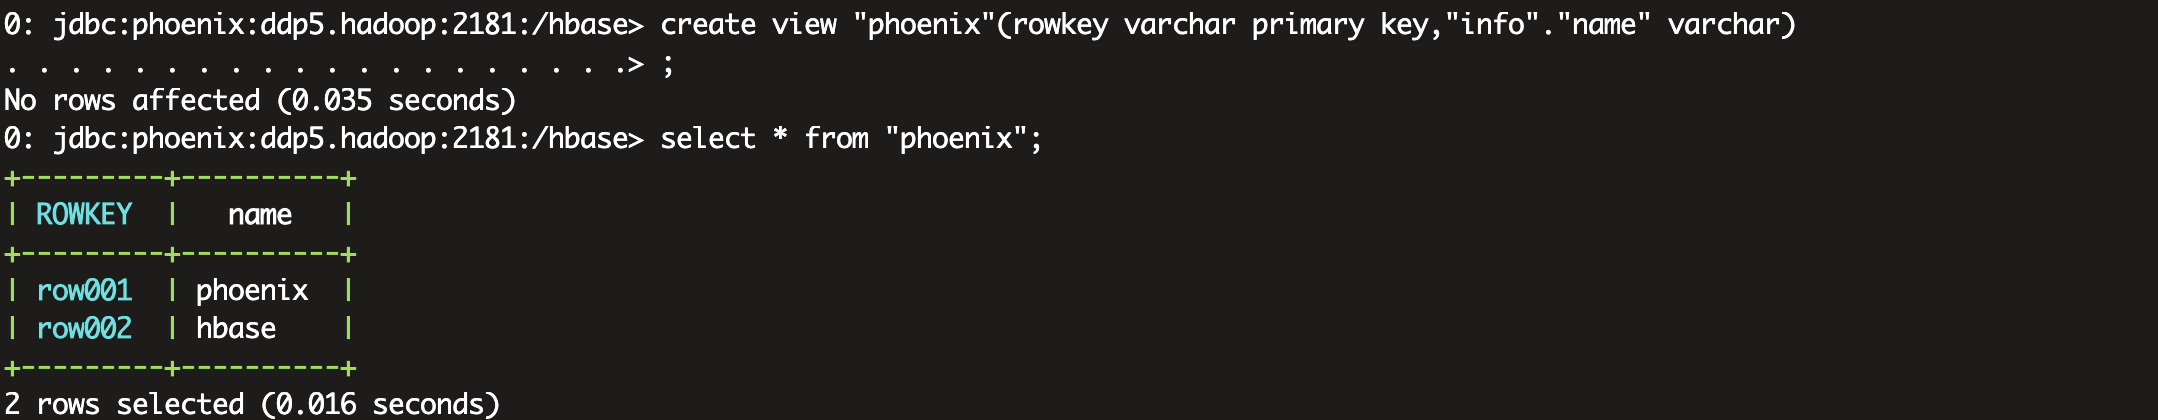 0: jdbc:phoenix:ddp5.hadoop:2181:/hbase> create view "phoenix"(rowkey varchar primary key,"info"."name" varchar)
. . . . . . . . . . . . . . . . . . . .> ;
No rows affected (0.035 seconds)
0: jdbc:phoenix:ddp5.hadoop:2181:/hbase> select * from "phoenix";
+---------+----------+
| ROWKEY  |   name   |
+---------+----------+
| row001  | phoenix  |
| row002  | hbase    |
+---------+----------+
2 rows selected (0.016 seconds)